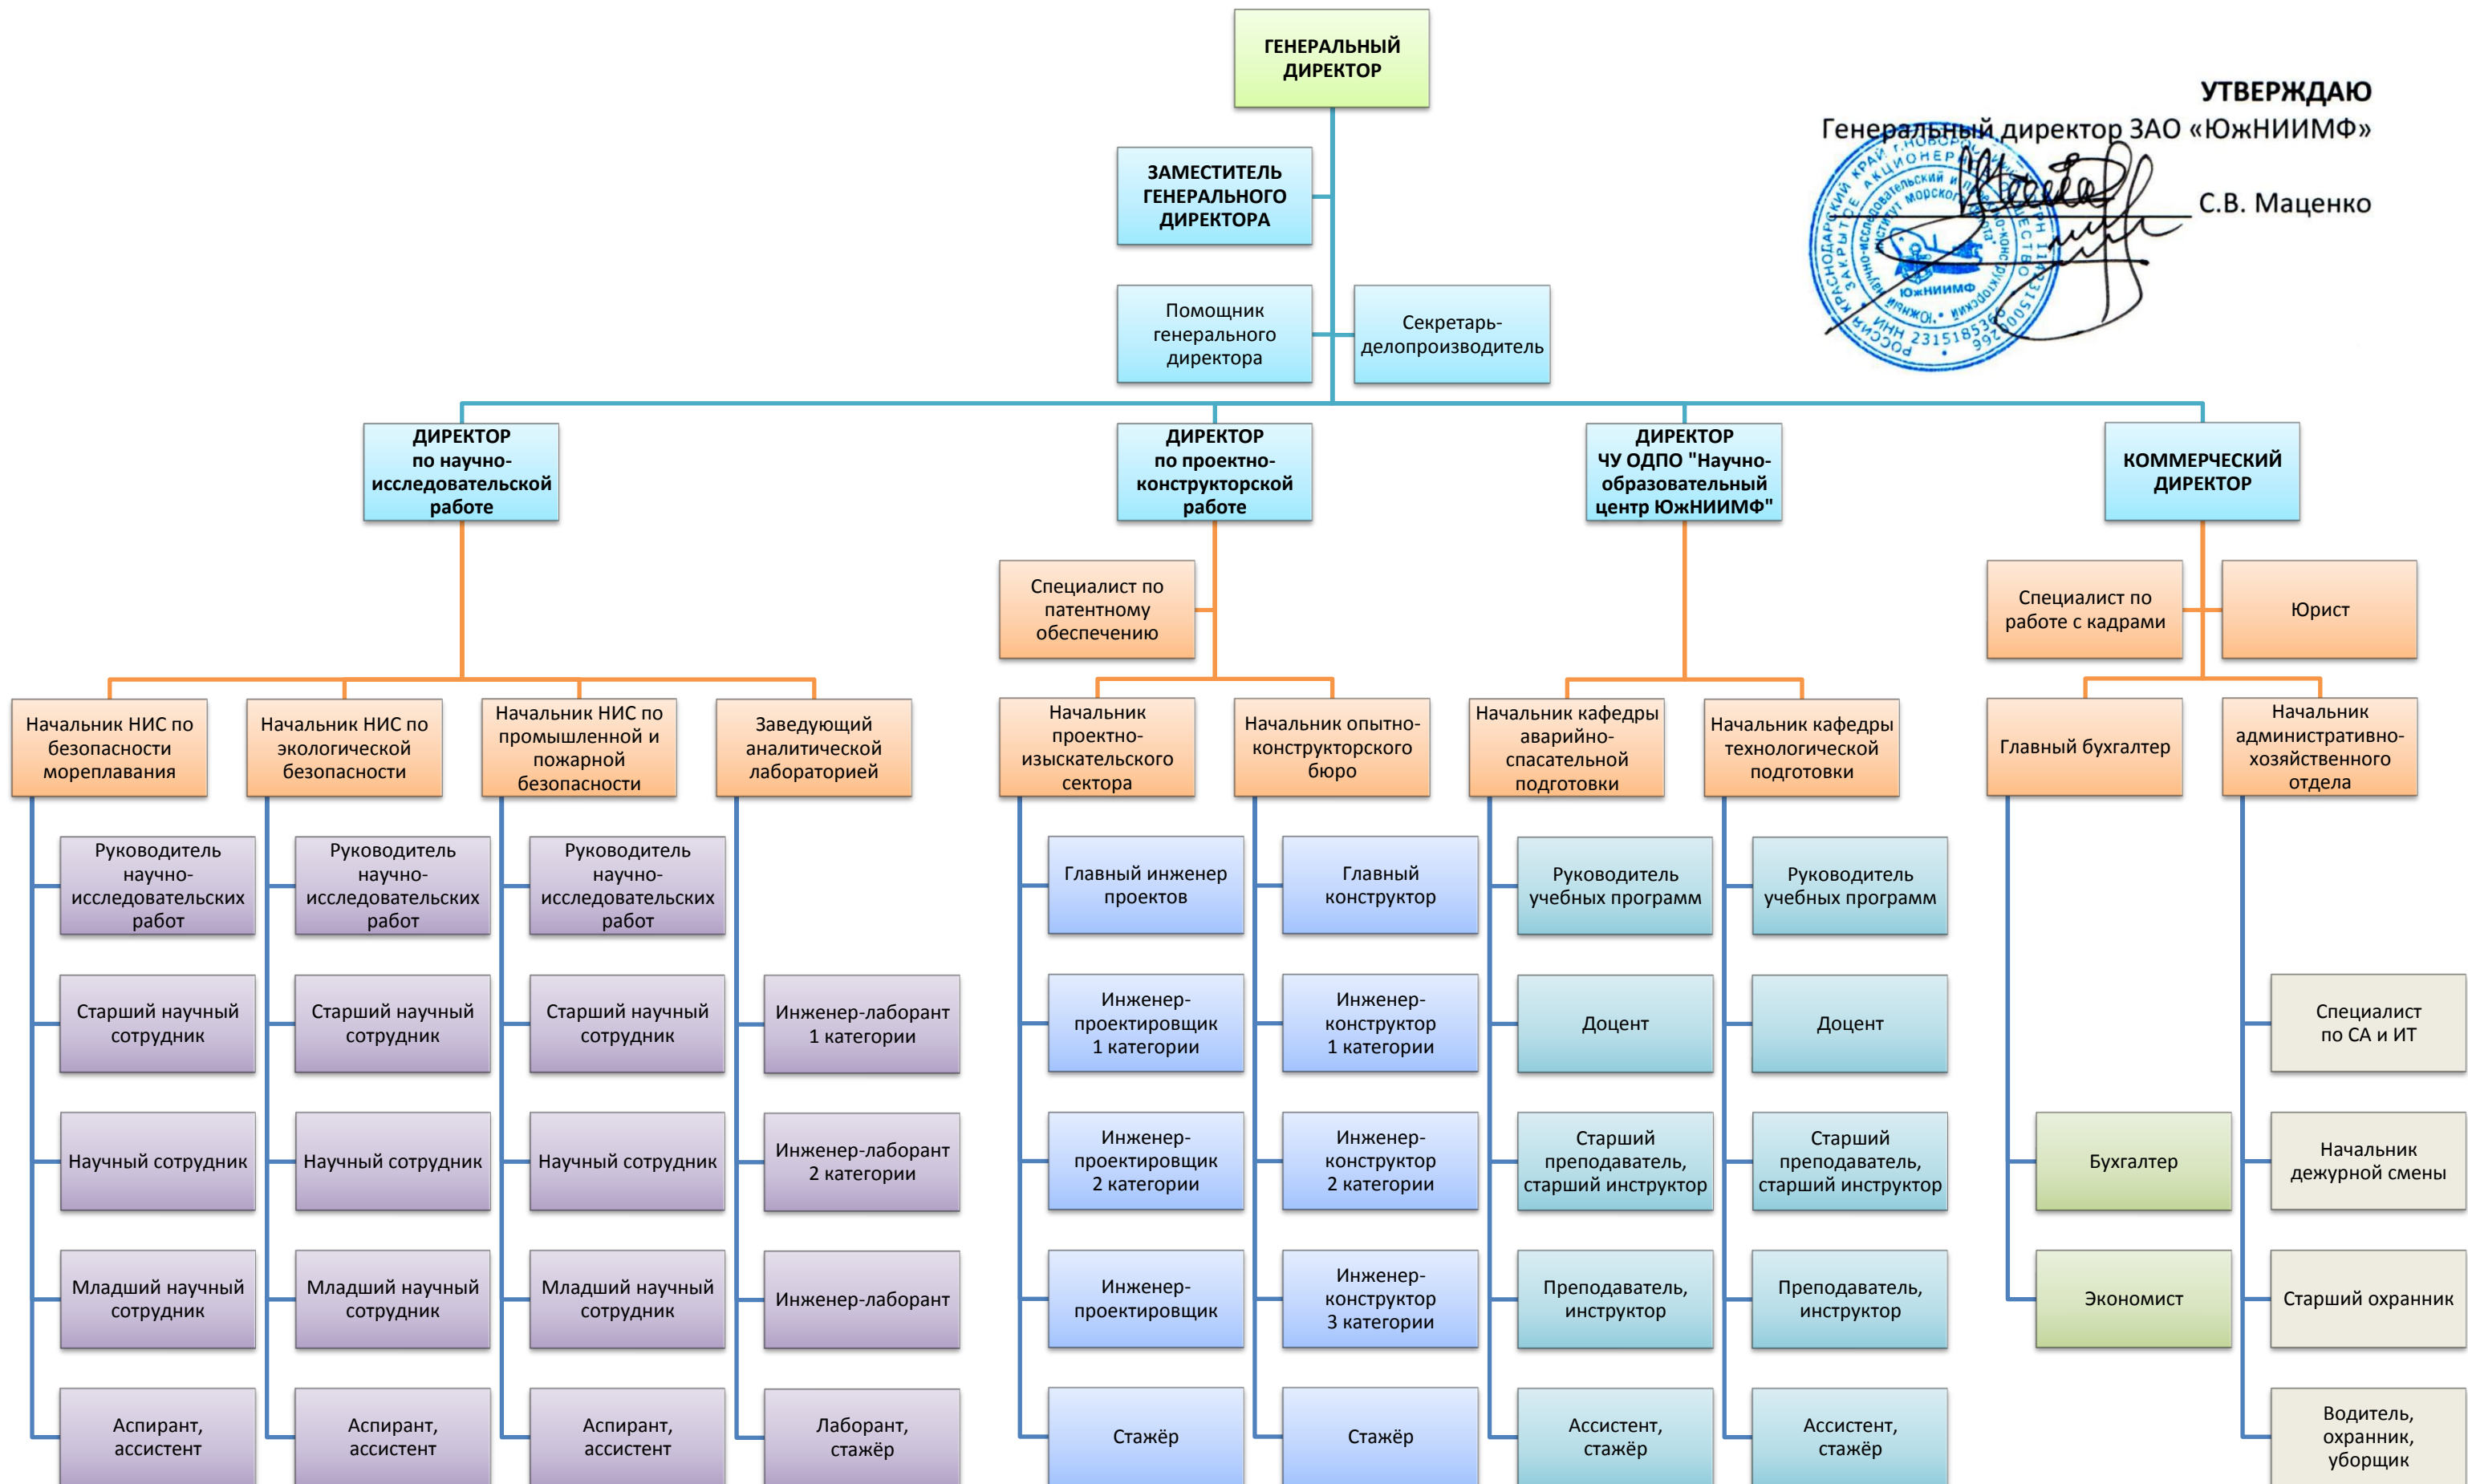 ГЕНЕРАЛЬНЫЙ
ДИРЕКТОР
УТВЕРЖДАЮ
Генеральный директор ЗАО «ЮжНИИМФ»
С.В. Маценко
РОССИЯ КРАСНОДАРСКИЙ КРАЙ г.НОВОРОССИЙСК
ЗАКРЫТОЕ АКЦИОНЕРНОЕ ОБЩЕСТВО
ИНН 2315185366
ЮжНИИМФ
ЗАМЕСТИТЕЛЬ
ГЕНЕРАЛЬНОГО
ДИРЕКТОРА
Помощник
генерального
директора
Секретарь-
делопроизводитель
ДИРЕКТОР
по научно-
исследовательской
работе
ДИРЕКТОР
по проектно-
конструкторской
работе
ДИРЕКТОР
ЧУ ОДПО "Научно-
образовательный
центр ЮжНИИМФ"
КОММЕРЧЕСКИЙ
ДИРЕКТОР
Специалист по
патентному
обеспечению
Специалист по
работе с кадрами
Юрист
Начальник НИС по
безопасности
мореплавания
Начальник НИС по
экологической
безопасности
Начальник НИС по
промышленной и
пожарной
безопасности
Заведующий
аналитической
лабораторией
Начальник
проектно-
изыскательского
сектора
Начальник опытно-
конструкторского
бюро
Начальник кафедры
аварийно-
спасательной
подготовки
Начальник кафедры
технологической
подготовки
Главный бухгалтер
Начальник
административно-
хозяйственного
отдела
Руководитель
научно-
исследовательских
работ
Руководитель
научно-
исследовательских
работ
Руководитель
научно-
исследовательских
работ
Главный инженер
проектов
Главный
конструктор
Руководитель
учебных программ
Руководитель
учебных программ
Старший научный
сотрудник
Старший научный
сотрудник
Старший научный
сотрудник
Инженер-лаборант
1 категории
Инженер-
проектировщик
1 категории
Инженер-
конструктор
1 категории
Доцент
Доцент
Специалист
по СА и ИТ
Научный сотрудник
Научный сотрудник
Научный сотрудник
Инженер-лаборант
2 категории
Инженер-
проектировщик
2 категории
Инженер-
конструктор
2 категории
Старший
преподаватель,
старший инструктор
Старший
преподаватель,
старший инструктор
Бухгалтер
Начальник
дежурной смены
Младший научный
сотрудник
Младший научный
сотрудник
Младший научный
сотрудник
Инженер-лаборант
Инженер-
проектировщик
Инженер-
конструктор
3 категории
Преподаватель,
инструктор
Преподаватель,
инструктор
Экономист
Старший охранник
Аспирант,
ассистент
Аспирант,
ассистент
Аспирант,
ассистент
Лаборант,
стажёр
Стажёр
Стажёр
Ассистент,
стажёр
Ассистент,
стажёр
Водитель,
охранник,
уборщик